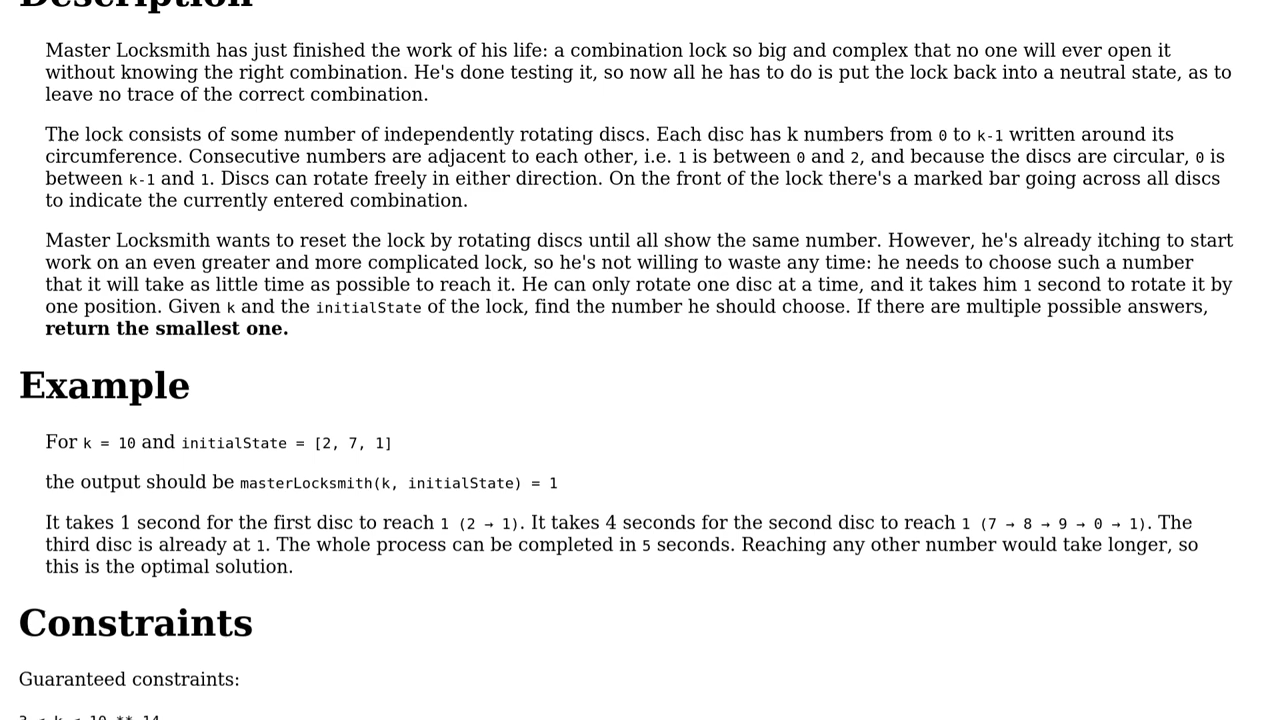 Description
Master Locksmith has just finished the work of his life: a combination lock so big and complex that no one will ever open it
without knowing the right combination. He's done testing it, so now all he has to do is put the lock back into a neutral state, as to
leave no trace of the correct combination.
The lock consists of some number of independently rotating discs. Each disc has k numbers from 0 to k-1 written around its
circumference. Consecutive numbers are adjacent to each other, i.e. 1 is between 0 and 2, and because the discs are circular, 0 is
between k-1 and 1. Discs can rotate freely in either direction. On the front of the lock there's a marked bar going across all discs
to indicate the currently entered combination.
Master Locksmith wants to reset the lock by rotating discs until all show the same number. However, he's already itching to start
work on an even greater and more complicated lock, so he's not willing to waste any time: he needs to choose such a number
that it will take as little time as possible to reach it. He can only rotate one disc at a time, and it takes him 1 second to rotate it by
one position. Given k and the initialState of the lock, find the number he should choose. If there are multiple possible answers,
return the smallest one.
Example
For k = 10 and initialState = [2, 7, 1]
the output should be masterLocksmith(k, initialState) = 1
It takes 1 second for the first disc to reach 1 (2 → 1). It takes 4 seconds for the second disc to reach 1 (7 → 8 → 9 → 0 → 1). The
third disc is already at 1. The whole process can be completed in 5 seconds. Reaching any other number would take longer, so
this is the optimal solution.
Constraints
Guaranteed constraints: